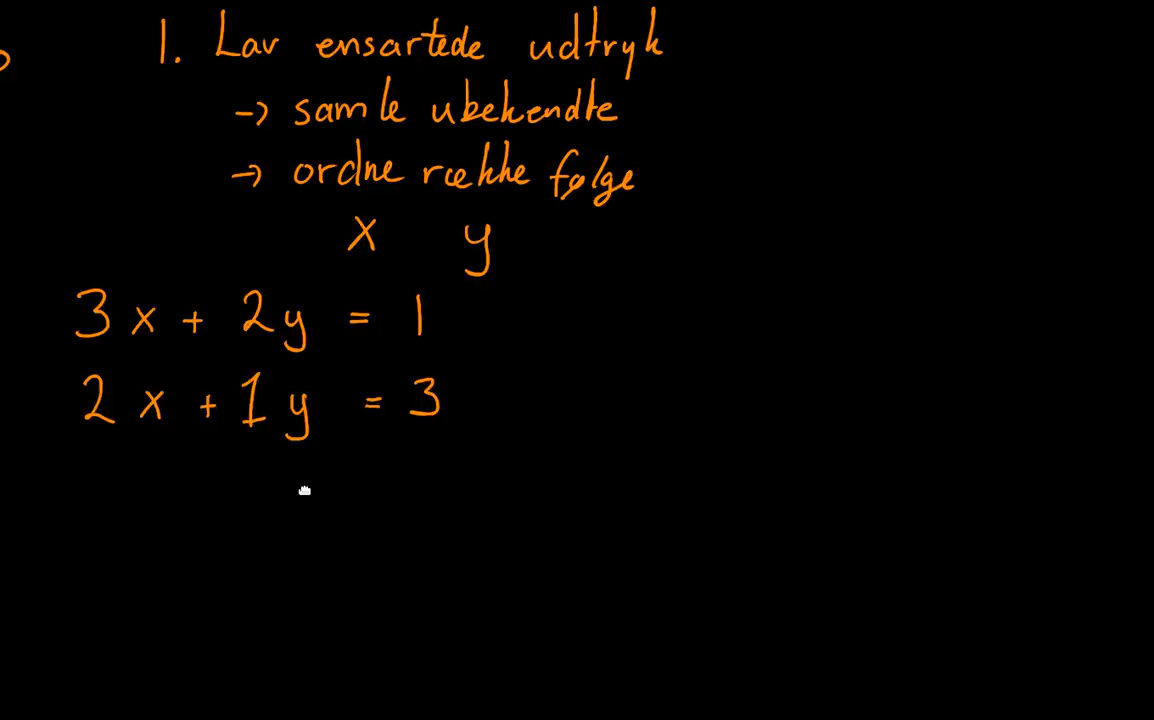 1. Lav ensartede udtryk
-> samle ubekendte
-> ordne rækkefølge
x y
3x + 2y = 1
2x + 1y = 3